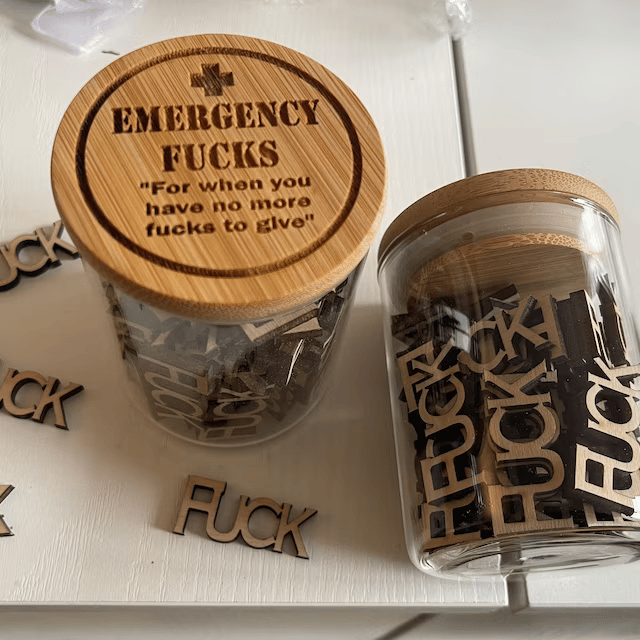 EMERGENCY
FUCKS
"For when you
have no more
fucks to give"
FUCK
FUCK
FUCK
FUCK
FUCK